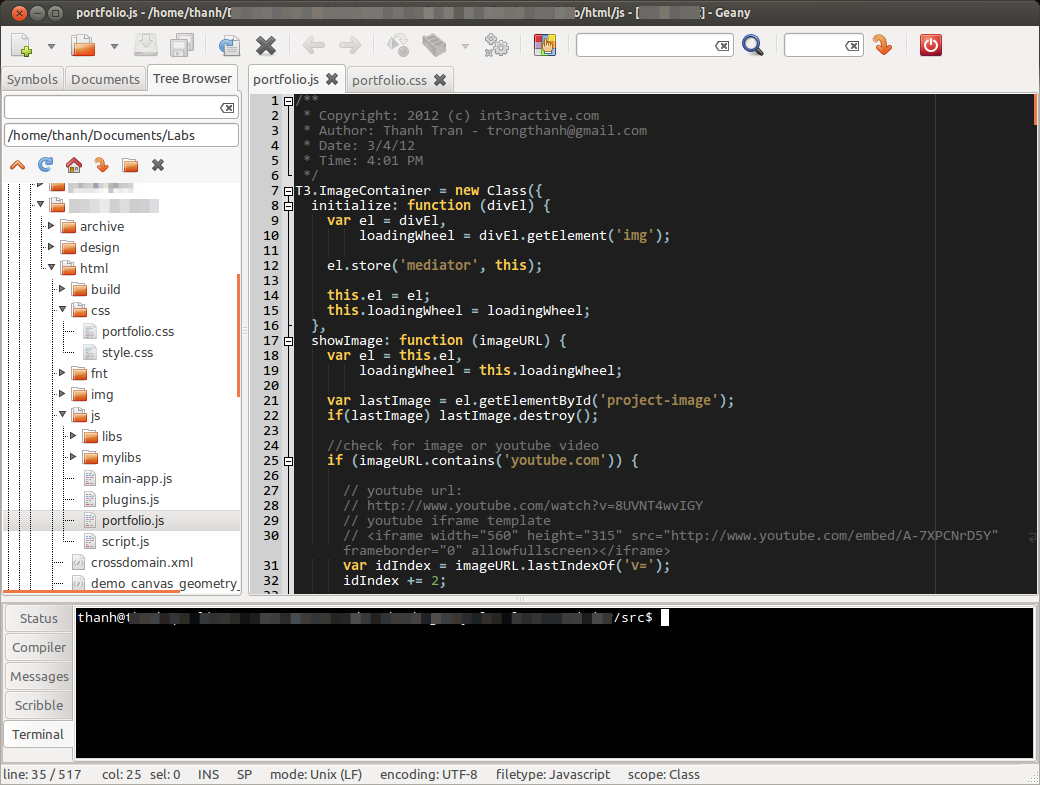 portfolio.js - /home/thanh/D o/html/js - [ ] - Geany
Symbols Documents Tree Browser
/home/thanh/Documents/Labs
archive
design
html
build
css
portfolio.css
style.css
fnt
img
js
libs
mylibs
main-app.js
plugins.js
portfolio.js
script.js
crossdomain.xml
demo_canvas_geometry_
portfolio.js portfolio.css
1 /**
2 * Copyright: 2012 (c) int3ractive.com
3 * Author: Thanh Tran - trongthanh@gmail.com
4 * Date: 3/4/12
5 * Time: 4:01 PM
6 */
7 T3.ImageContainer = new Class({
8 initialize: function (divEl) {
9 var el = divEl,
10 loadingWheel = divEl.getElement('img');
11
12 el.store('mediator', this);
13
14 this.el = el;
15 this.loadingWheel = loadingWheel;
16 },
17 showImage: function (imageURL) {
18 var el = this.el,
19 loadingWheel = this.loadingWheel;
20
21 var lastImage = el.getElementById('project-image');
22 if(lastImage) lastImage.destroy();
23
24 //check for image or youtube video
25 if (imageURL.contains('youtube.com')) {
26
27 // youtube url:
28 // http://www.youtube.com/watch?v=8UVNT4wvIGY
29 // youtube iframe template
30 // <iframe width="560" height="315" src="http://www.youtube.com/embed/A-7XPCNrD5Y"
frameborder="0" allowfullscreen></iframe>
31 var idIndex = imageURL.lastIndexOf('v=');
32 idIndex += 2;
Status
Compiler
Messages
Scribble
Terminal
thanh@t /src$
line: 35 / 517 col: 25 sel: 0 INS SP mode: Unix (LF) encoding: UTF-8 filetype: Javascript scope: Class